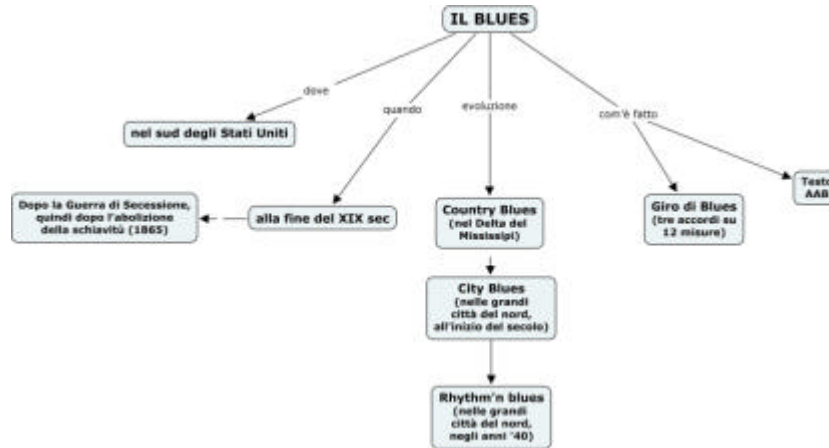 IL BLUES
dove
quando
evoluzione
com'è fatto
nel sud degli Stati Uniti
Dopo la Guerra di Secessione,
quindi dopo l'abolizione
della schiavitù (1865)
alla fine del XIX sec
Country Blues
(nel Delta del
Mississipi)
Giro di Blues
(tre accordi su
12 misure)
Testo
AAB
City Blues
(nelle grandi
città del nord,
all'inizio del secolo)
Rhythm'n blues
(nelle grandi
città del nord,
negli anni '40)